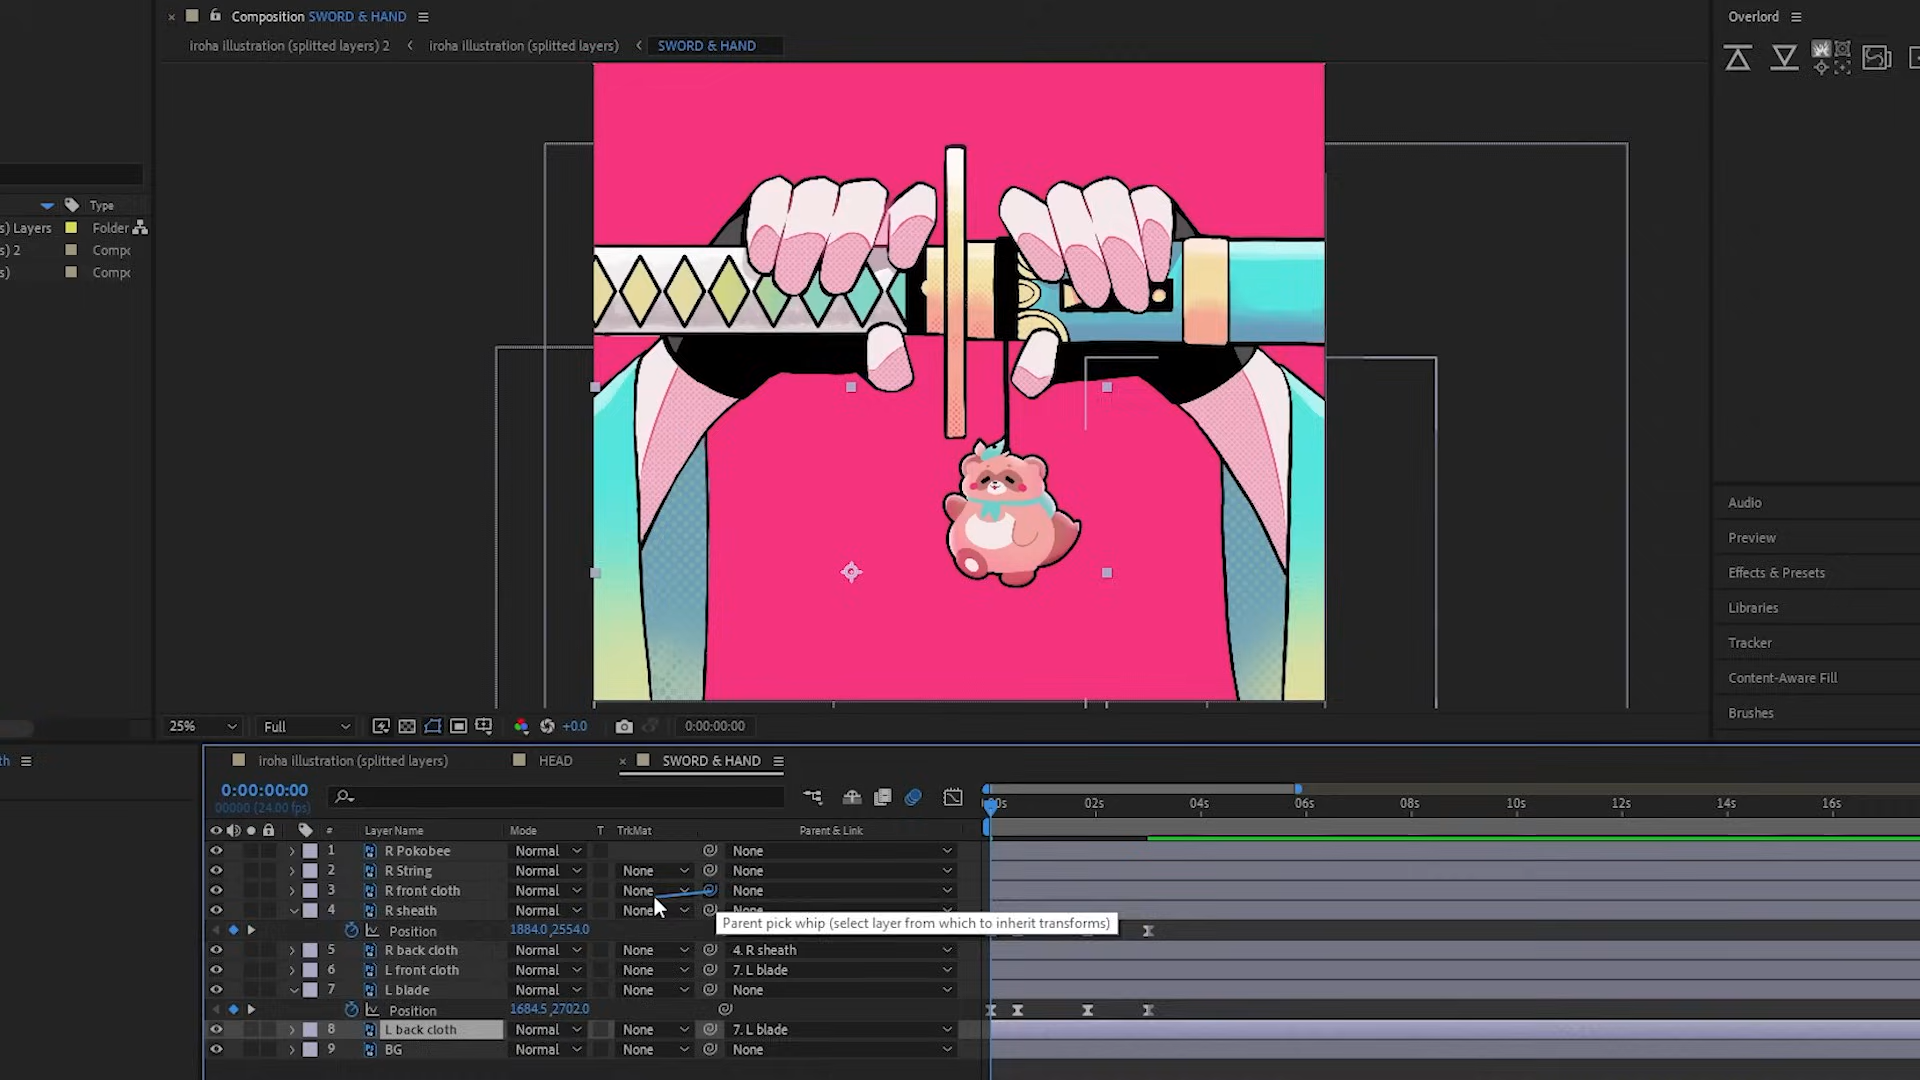 Composition SWORD & HAND
Overlord
iroha illustration (splitted layers) 2
iroha illustration (splitted layers)
SWORD & HAND
Type
s) Layers
Folder
s) 2
Compo
s)
Compo
Audio
Preview
Effects & Presets
Libraries
Tracker
Content-Aware Fill
Brushes
25%
Full
+0.0
0:00:00:00
iroha illustration (splitted layers)
HEAD
SWORD & HAND
0:00:00:00
00000 (24.00 fps)
:00s
02s
04s
06s
08s
10s
12s
14s
16s
#
Layer Name
Mode
T
TrkMat
Parent & Link
1 R Pokobee Normal None
2 R String Normal None None
3 R front cloth Normal None None
4 R sheath Normal None None
Parent pick whip (select layer from which to inherit transforms)
Position 1884.0,2554.0
5 R back cloth Normal None 4. R sheath
6 L front cloth Normal None 7. L blade
7 L blade Normal None None
Position 1684.5,2702.0
8 L back cloth Normal None 7. L blade
9 BG Normal None None